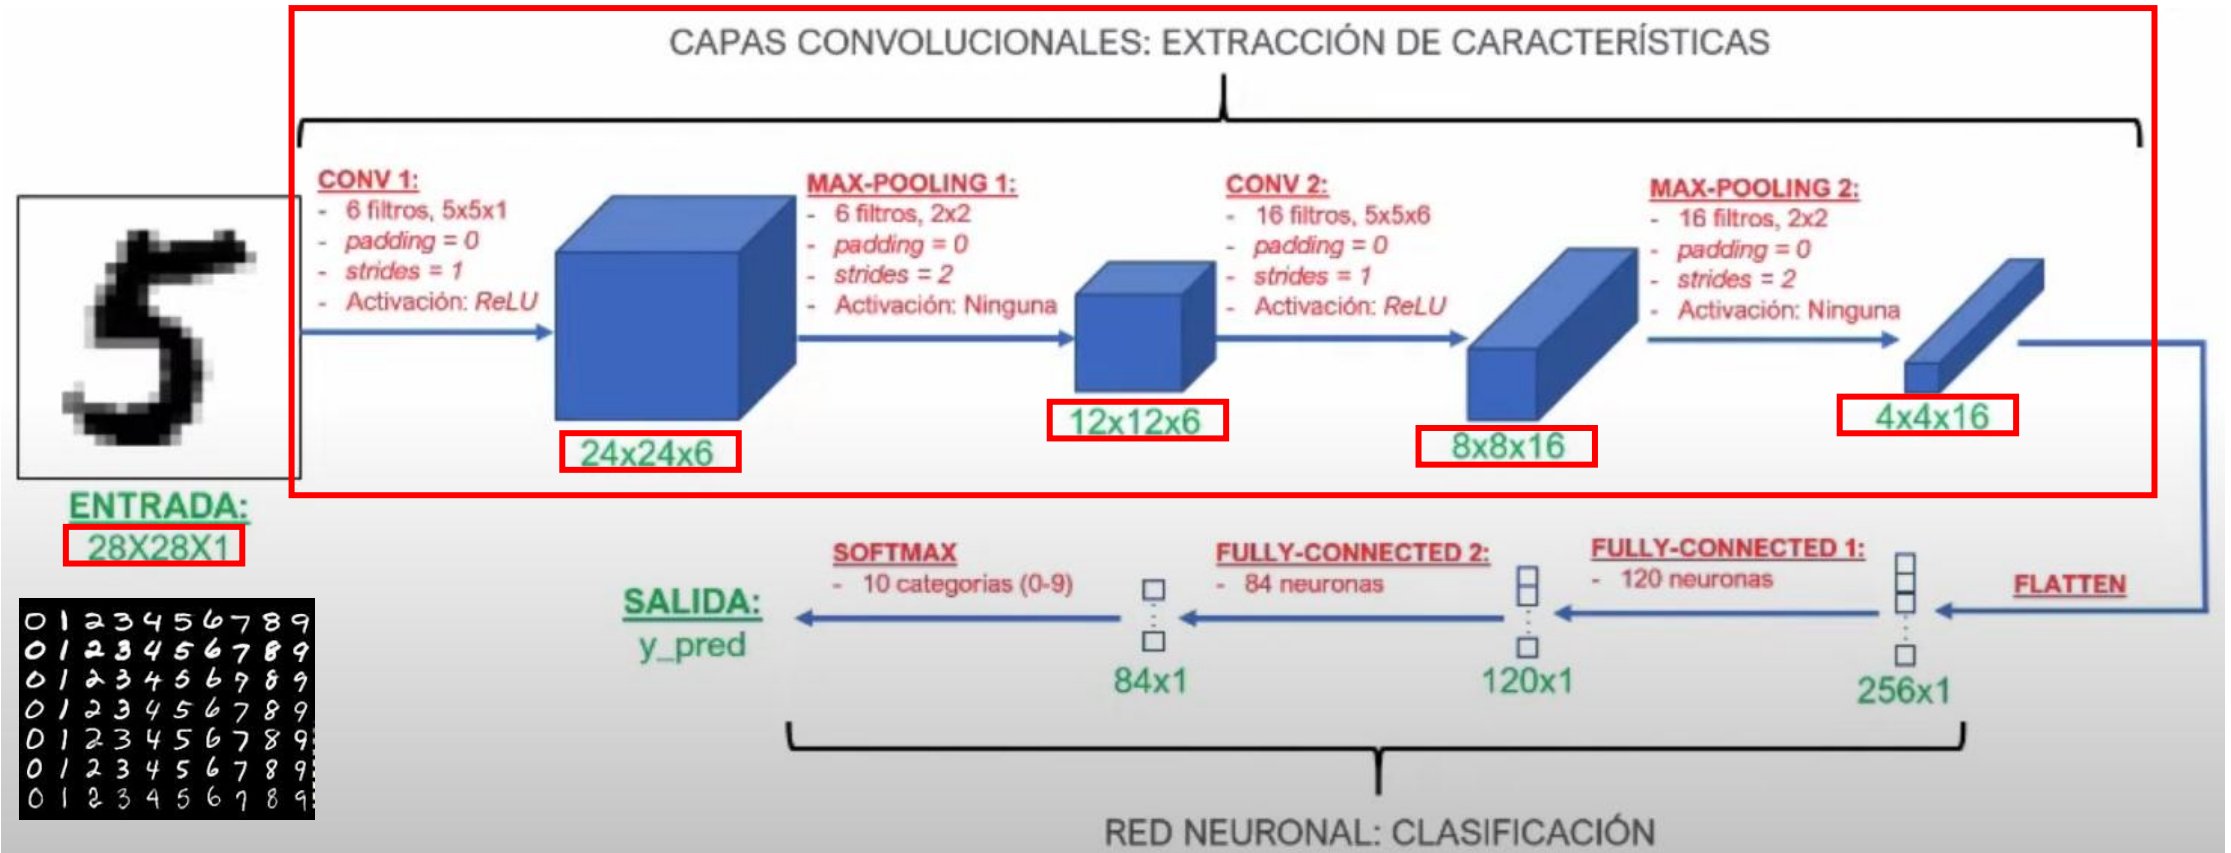 CAPAS CONVOLUCIONALES: EXTRACCIÓN DE CARACTERÍSTICAS
CONV 1:
- 6 filtros, 5x5x1
- padding = 0
- strides = 1
- Activación: ReLU
MAX-POOLING 1:
- 6 filtros, 2x2
- padding = 0
- strides = 2
- Activación: Ninguna
CONV 2:
- 16 filtros, 5x5x6
- padding = 0
- strides = 1
- Activación: ReLU
MAX-POOLING 2:
- 16 filtros, 2x2
- padding = 0
- strides = 2
- Activación: Ninguna
5
24x24x6
12x12x6
8x8x16
4x4x16
ENTRADA:
28X28X1
FLATTEN
256x1
FULLY-CONNECTED 1:
- 120 neuronas
120x1
FULLY-CONNECTED 2:
- 84 neuronas
84x1
SOFTMAX
- 10 categorias (0-9)
SALIDA:
y_pred
RED NEURONAL: CLASIFICACIÓN
0 1 2 3 4 5 6 7 8 9
0 1 2 3 4 5 6 7 8 9
0 1 2 3 4 5 6 7 8 9
0 1 2 3 4 5 6 7 8 9
0 1 2 3 4 5 6 7 8 9
0 1 2 3 4 5 6 7 8 9
0 1 2 3 4 5 6 7 8 9